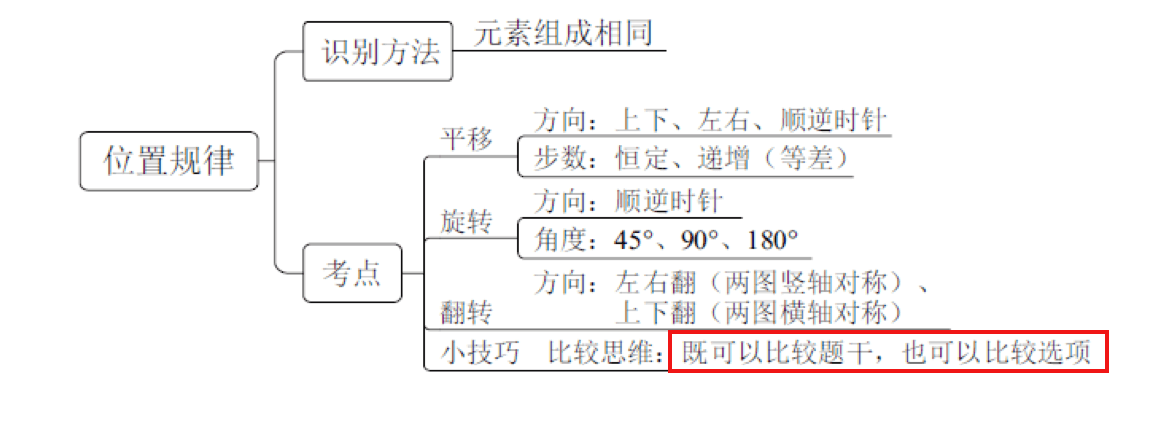 位置规律
识别方法
元素组成相同
考点
平移
方向：上下、左右、顺逆时针
步数：恒定、递增（等差）
旋转
方向：顺逆时针
角度：45°、90°、180°
翻转
方向：左右翻（两图竖轴对称）、
上下翻（两图横轴对称）
小技巧 比较思维：既可以比较题干，也可以比较选项